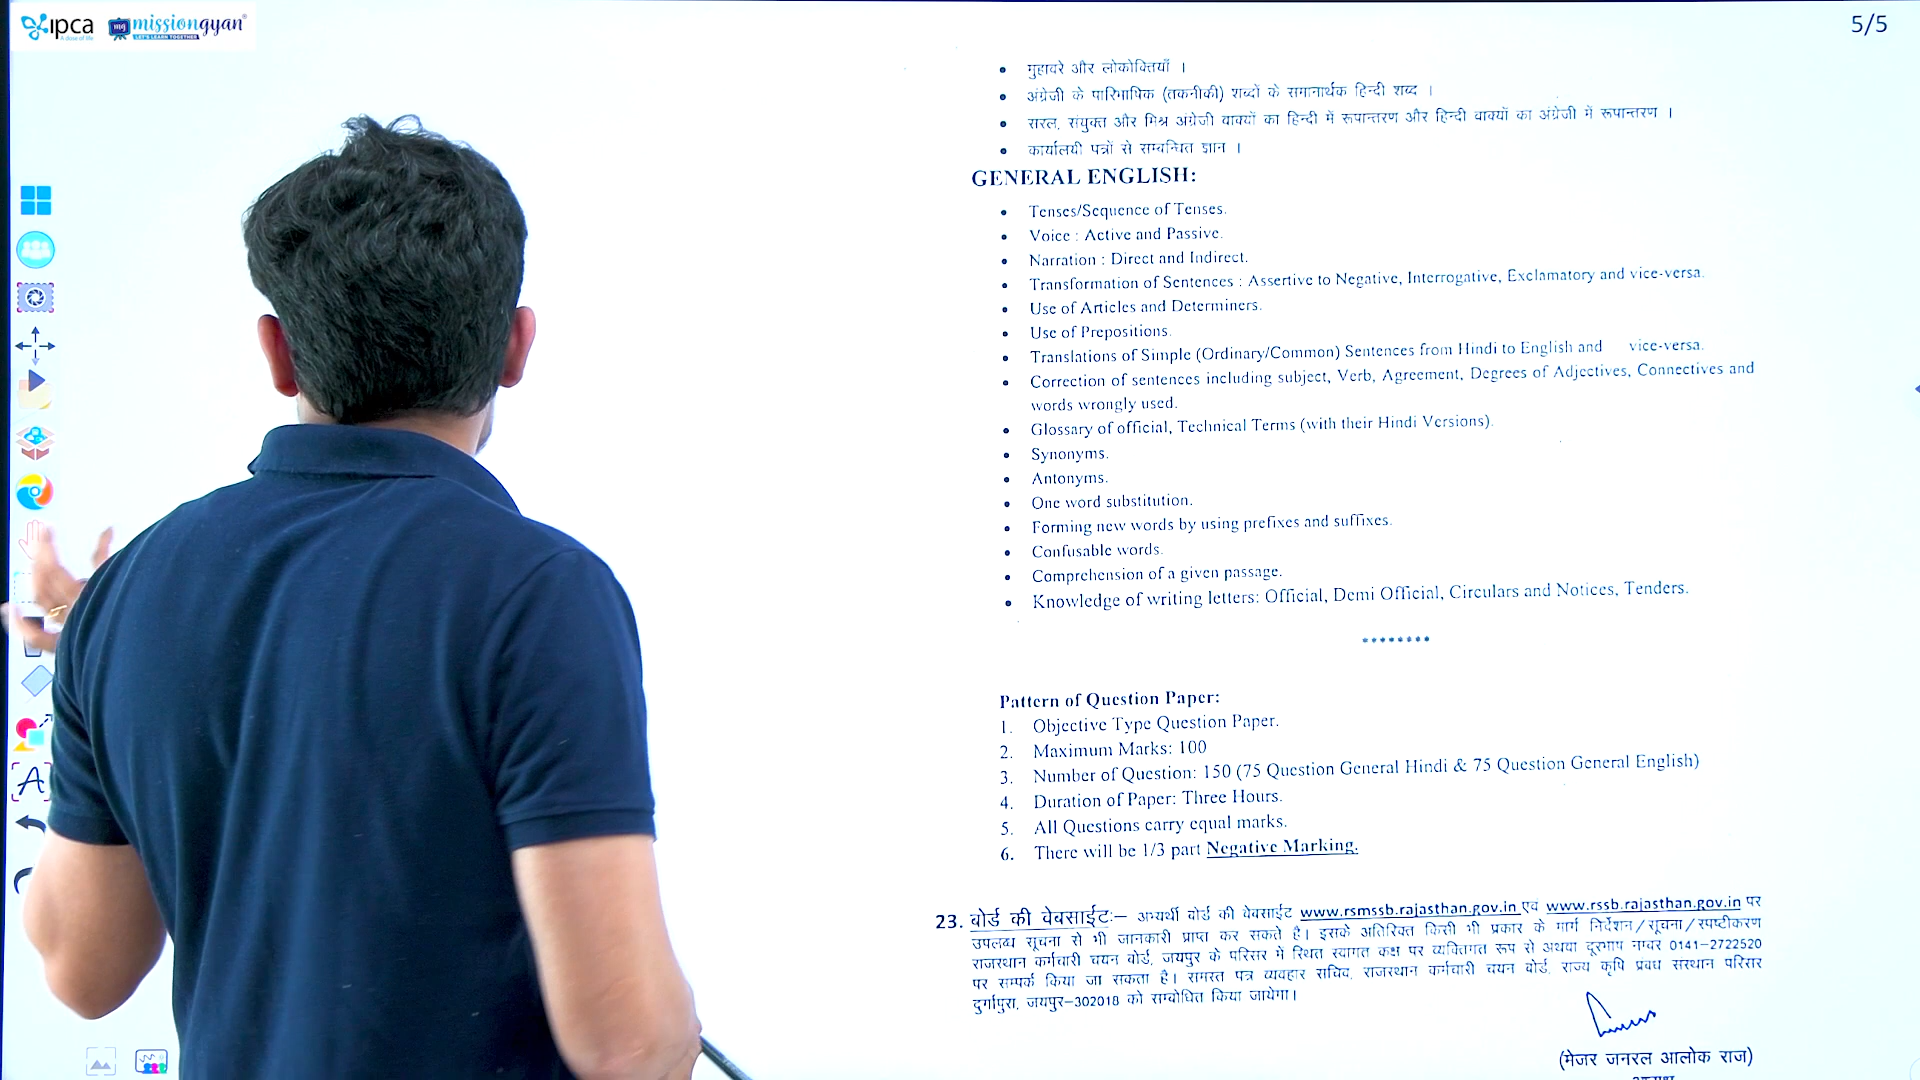 ipca
A dose of life
mg missiongyan
LET'S LEARN TOGETHER
5/5
• मुहावरे और लोकोक्तियाँ ।
• अंग्रेजी के पारिभाषिक (तकनीकी) शब्दों के समानार्थक हिन्दी शब्द ।
• सरल, संयुक्त और मिश्र अंग्रेजी वाक्यों का हिन्दी में रूपान्तरण और हिन्दी वाक्यों का अंग्रेजी में रूपान्तरण ।
• कार्यालयी पत्रों से सम्बन्धित ज्ञान ।
GENERAL ENGLISH:
• Tenses/Sequence of Tenses.
• Voice : Active and Passive.
• Narration : Direct and Indirect.
• Transformation of Sentences : Assertive to Negative, Interrogative, Exclamatory and vice-versa.
• Use of Articles and Determiners.
• Use of Prepositions.
• Translations of Simple (Ordinary/Common) Sentences from Hindi to English and vice-versa.
• Correction of sentences including subject, Verb, Agreement, Degrees of Adjectives, Connectives and
words wrongly used.
• Glossary of official, Technical Terms (with their Hindi Versions).
• Synonyms.
• Antonyms.
• One word substitution.
• Forming new words by using prefixes and suffixes.
• Confusable words.
• Comprehension of a given passage.
• Knowledge of writing letters: Official, Demi Official, Circulars and Notices, Tenders.
********
Pattern of Question Paper:
1. Objective Type Question Paper.
2. Maximum Marks: 100
3. Number of Question: 150 (75 Question General Hindi & 75 Question General English)
4. Duration of Paper: Three Hours.
5. All Questions carry equal marks.
6. There will be 1/3 part Negative Marking.
23. बोर्ड की वेबसाईट:– अभ्यर्थी बोर्ड की वेबसाईट www.rsmssb.rajasthan.gov.in एवं www.rssb.rajasthan.gov.in पर
उपलब्ध सूचना से भी जानकारी प्राप्त कर सकते है। इसके अतिरिक्त किसी भी प्रकार के मार्ग निर्देशन/सूचना/स्पष्टीकरण
राजस्थान कर्मचारी चयन बोर्ड, जयपुर के परिसर में स्थित स्वागत कक्ष पर व्यक्तिगत रूप से अथवा दूरभाष नम्बर 0141–2722520
पर सम्पर्क किया जा सकता है। समस्त पत्र व्यवहार सचिव, राजस्थान कर्मचारी चयन बोर्ड, राज्य कृषि प्रबंध संस्थान परिसर
दुर्गापुरा, जयपुर–302018 को सम्बोधित किया जायेगा।
(मेजर जनरल आलोक राज)